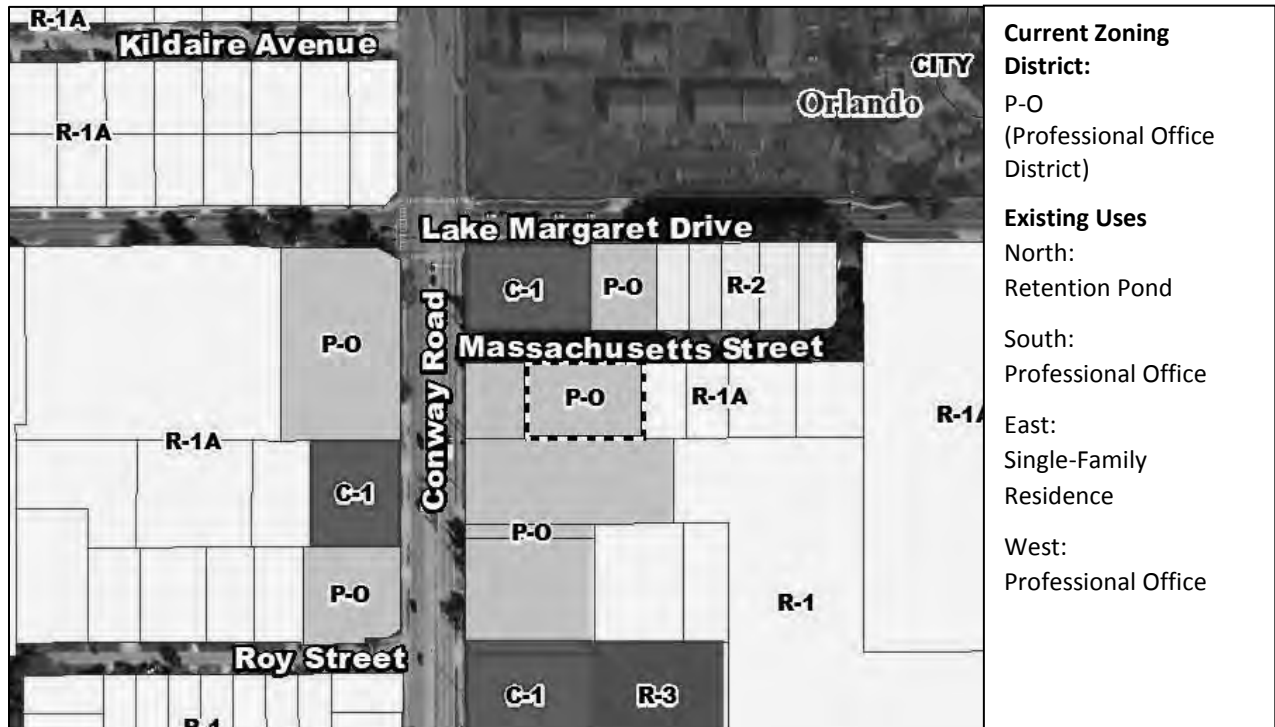 R-1A
Kildaire Avenue
CITY
Orlando
R-1A
Lake Margaret Drive
C-1
P-O
R-2
P-O
Conway Road
Massachusetts Street
P-O
R-1A
R-1A
R-1A
C-1
P-O
P-O
R-1
Roy Street
C-1
R-3
R-1
Current Zoning
District:
P-O
(Professional Office
District)
Existing Uses
North:
Retention Pond
South:
Professional Office
East:
Single-Family
Residence
West:
Professional Office